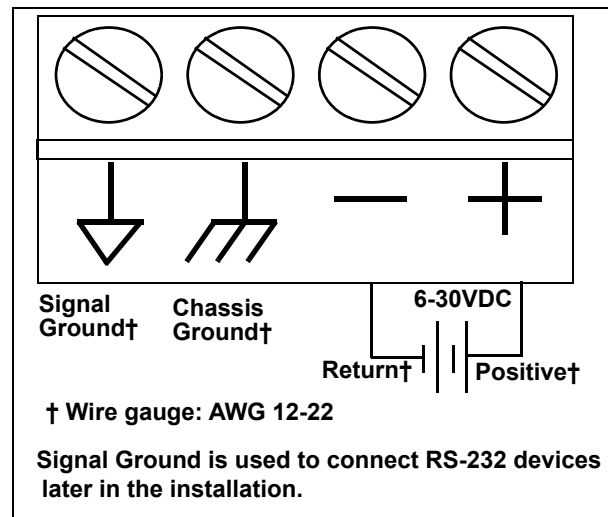 Signal
Ground†
Chassis
Ground†
6-30VDC
Return†
Positive†
† Wire gauge: AWG 12-22
Signal Ground is used to connect RS-232 devices
later in the installation.